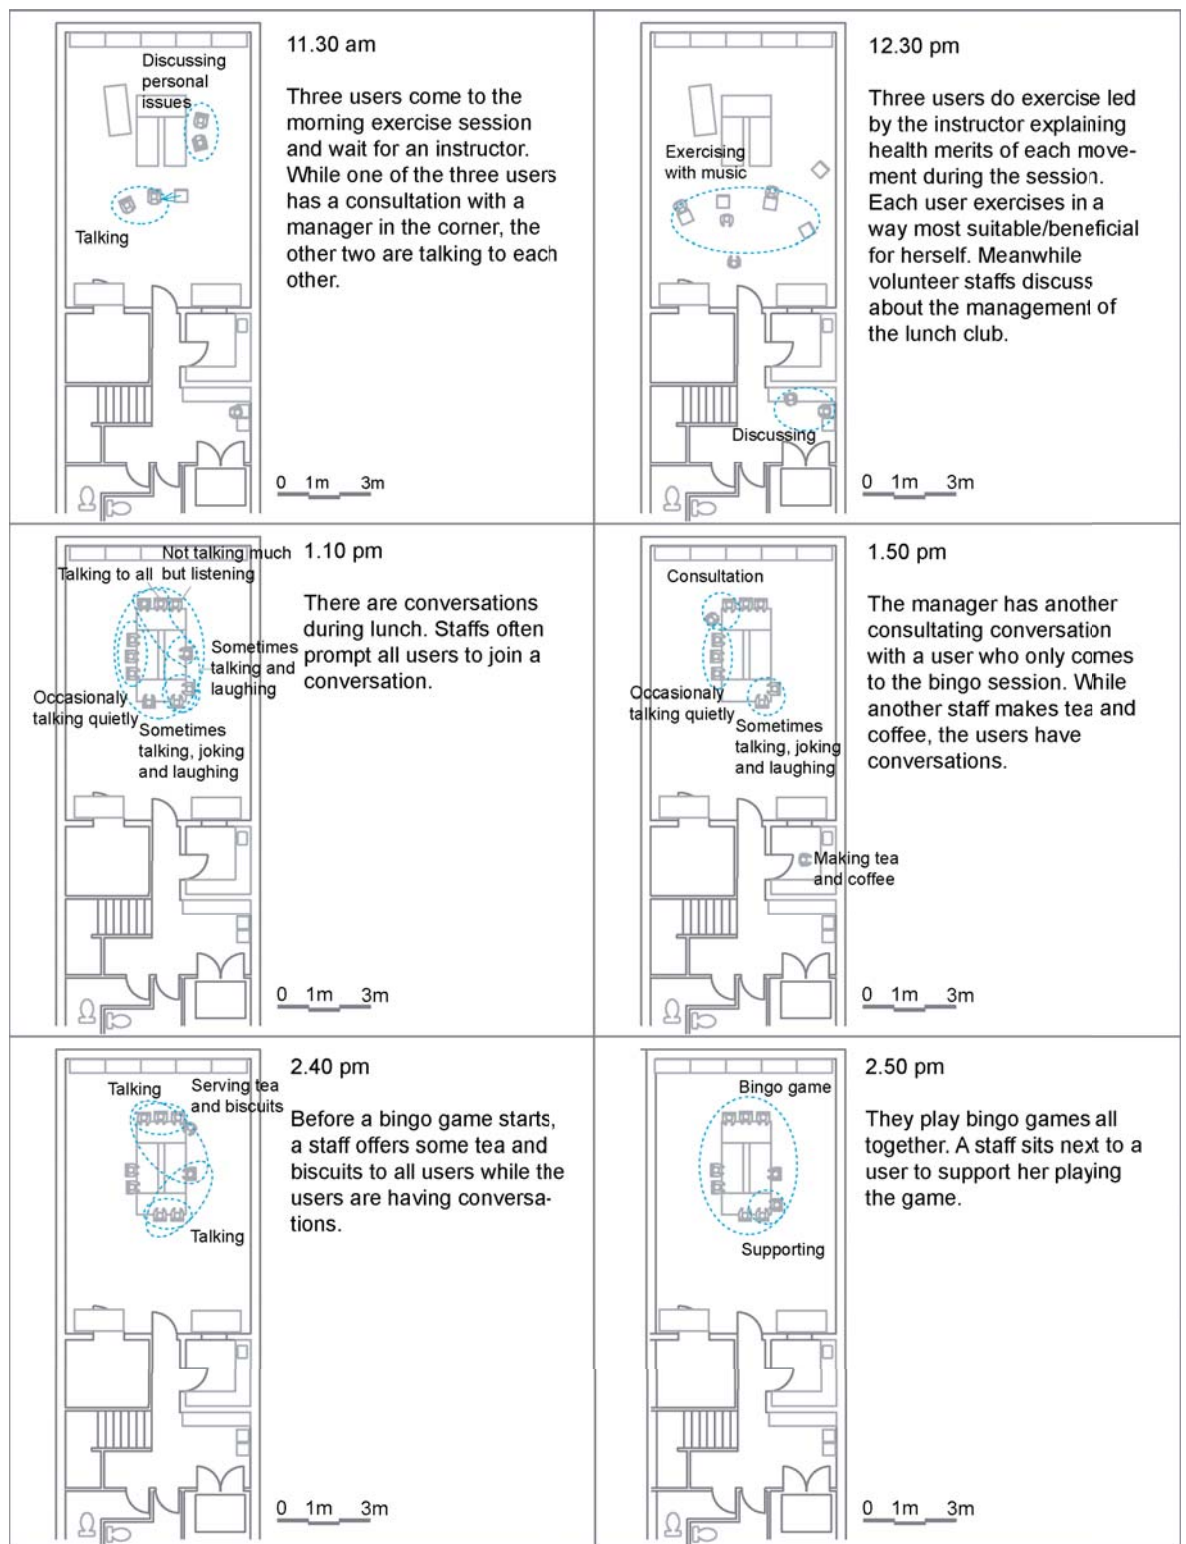 11.30 am
Three users come to the
morning exercise session
and wait for an instructor.
While one of the three users
has a consultation with a
manager in the corner, the
other two are talking to each
other.
Discussing
personal
issues
Talking
0 1m 3m
12.30 pm
Three users do exercise led
by the instructor explaining
health merits of each move-
ment during the session.
Each user exercises in a
way most suitable/beneficial
for herself. Meanwhile
volunteer staffs discuss
about the management of
the lunch club.
Exercising
with music
Discussing
0 1m 3m
1.10 pm
There are conversations
during lunch. Staffs often
prompt all users to join a
conversation.
Not talking much
but listening
Talking to all
Sometimes
talking and
laughing
Occasionaly
talking quietly
Sometimes
talking, joking
and laughing
0 1m 3m
1.50 pm
The manager has another
consultating conversation
with a user who only comes
to the bingo session. While
another staff makes tea and
coffee, the users have
conversations.
Consultation
Occasionaly
talking quietly
Sometimes
talking, joking
and laughing
Making tea
and coffee
0 1m 3m
2.40 pm
Before a bingo game starts,
a staff offers some tea and
biscuits to all users while the
users are having conversa-
tions.
Talking
Serving tea
and biscuits
Talking
0 1m 3m
2.50 pm
They play bingo games all
together. A staff sits next to a
user to support her playing
the game.
Bingo game
Supporting
0 1m 3m